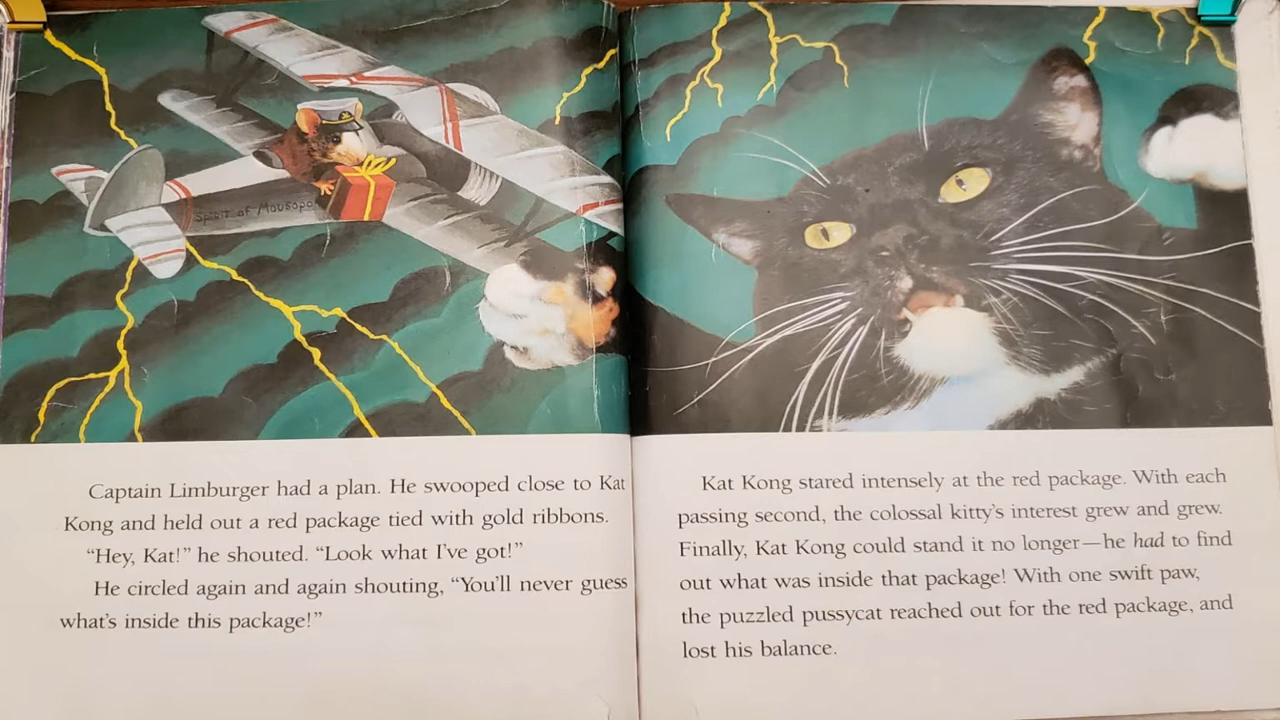 Spirit of Mousopo
Captain Limburger had a plan. He swooped close to Kat
Kong and held out a red package tied with gold ribbons.
“Hey, Kat!” he shouted. “Look what I’ve got!”
He circled again and again shouting, “You’ll never guess
what’s inside this package!”
Kat Kong stared intensely at the red package. With each
passing second, the colossal kitty’s interest grew and grew.
Finally, Kat Kong could stand it no longer—he had to find
out what was inside that package! With one swift paw,
the puzzled pussycat reached out for the red package, and
lost his balance.